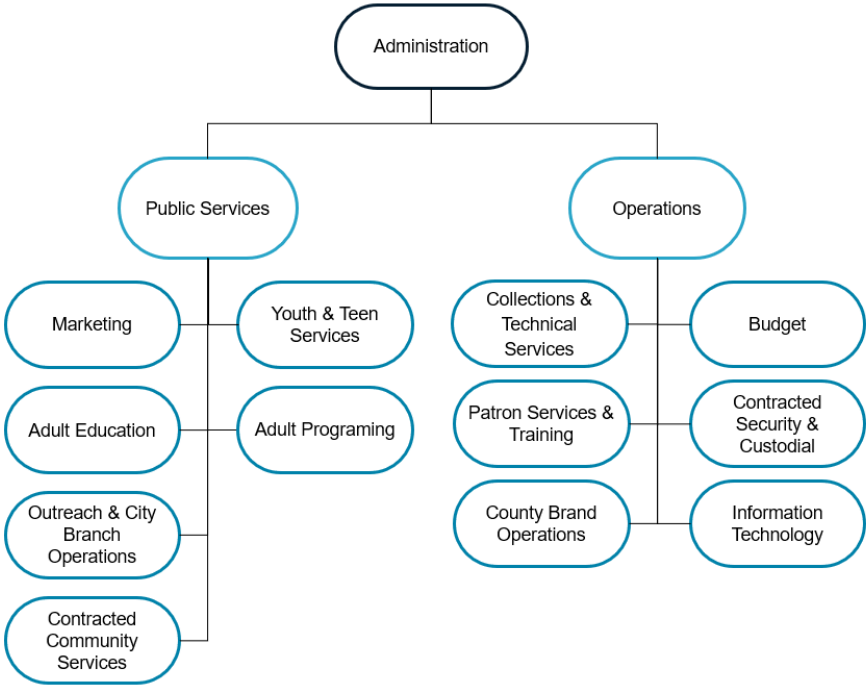 Administration
Public Services
Operations
Marketing
Youth & Teen
Services
Collections &
Technical
Services
Budget
Adult Education
Adult Programing
Patron Services &
Training
Contracted
Security &
Custodial
Outreach & City
Branch
Operations
County Brand
Operations
Information
Technology
Contracted
Community
Services